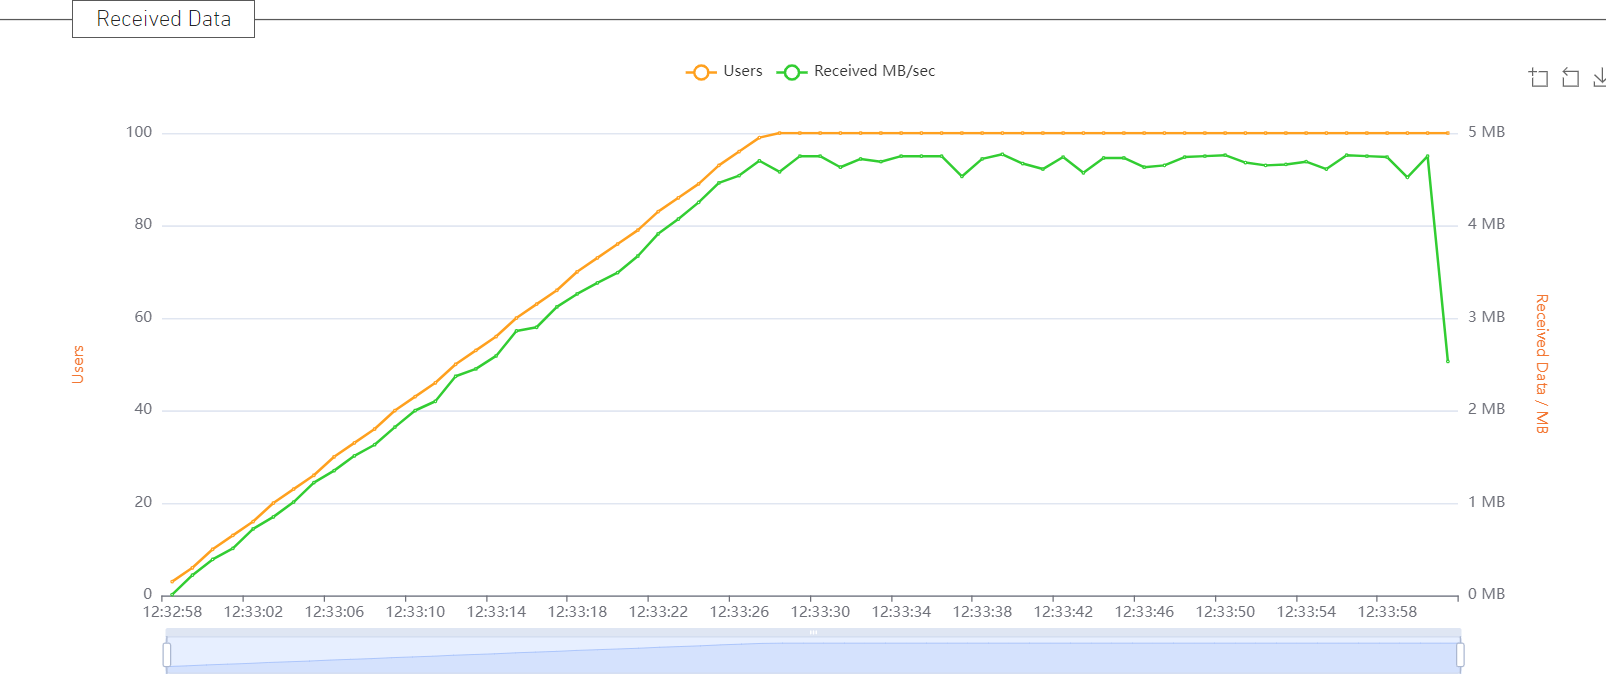 Received Data
Users Received MB/sec
100 5 MB
80 4 MB
60 3 MB
40 2 MB
20 1 MB
0 0 MB
Users
Received Data / MB
12:32:58 12:33:02 12:33:06 12:33:10 12:33:14 12:33:18 12:33:22 12:33:26 12:33:30 12:33:34 12:33:38 12:33:42 12:33:46 12:33:50 12:33:54 12:33:58